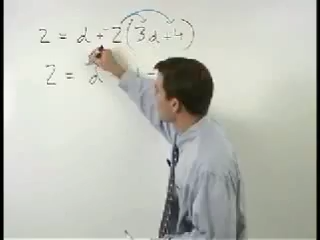 2 = d + -2(3d + 4)
2 = d